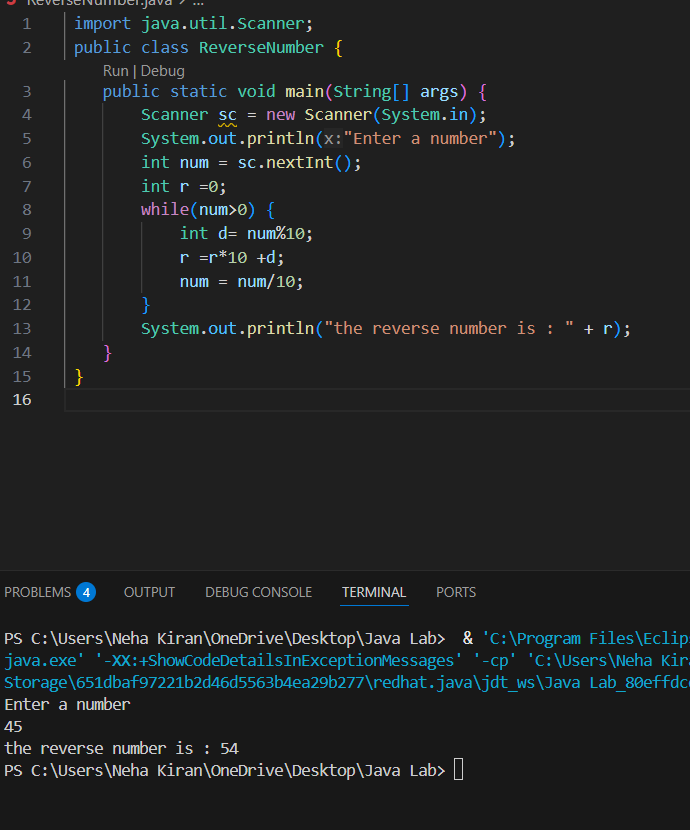 ReverseNumber.java > ...
1 import java.util.Scanner;
2 public class ReverseNumber {
Run | Debug
3 public static void main(String[] args) {
4 Scanner sc = new Scanner(System.in);
5 System.out.println(x:"Enter a number");
6 int num = sc.nextInt();
7 int r =0;
8 while(num>0) {
9 int d= num%10;
10 r =r*10 +d;
11 num = num/10;
12 }
13 System.out.println("the reverse number is : " + r);
14 }
15 }
16
PROBLEMS 4 OUTPUT DEBUG CONSOLE TERMINAL PORTS
PS C:\Users\Neha Kiran\OneDrive\Desktop\Java Lab> & 'C:\Program Files\Eclips
java.exe' '-XX:+ShowCodeDetailsInExceptionMessages' '-cp' 'C:\Users\Neha Kira
Storage\651dbaf97221b2d46d5563b4ea29b277\redhat.java\jdt_ws\Java Lab_80effdc
Enter a number
45
the reverse number is : 54
PS C:\Users\Neha Kiran\OneDrive\Desktop\Java Lab>